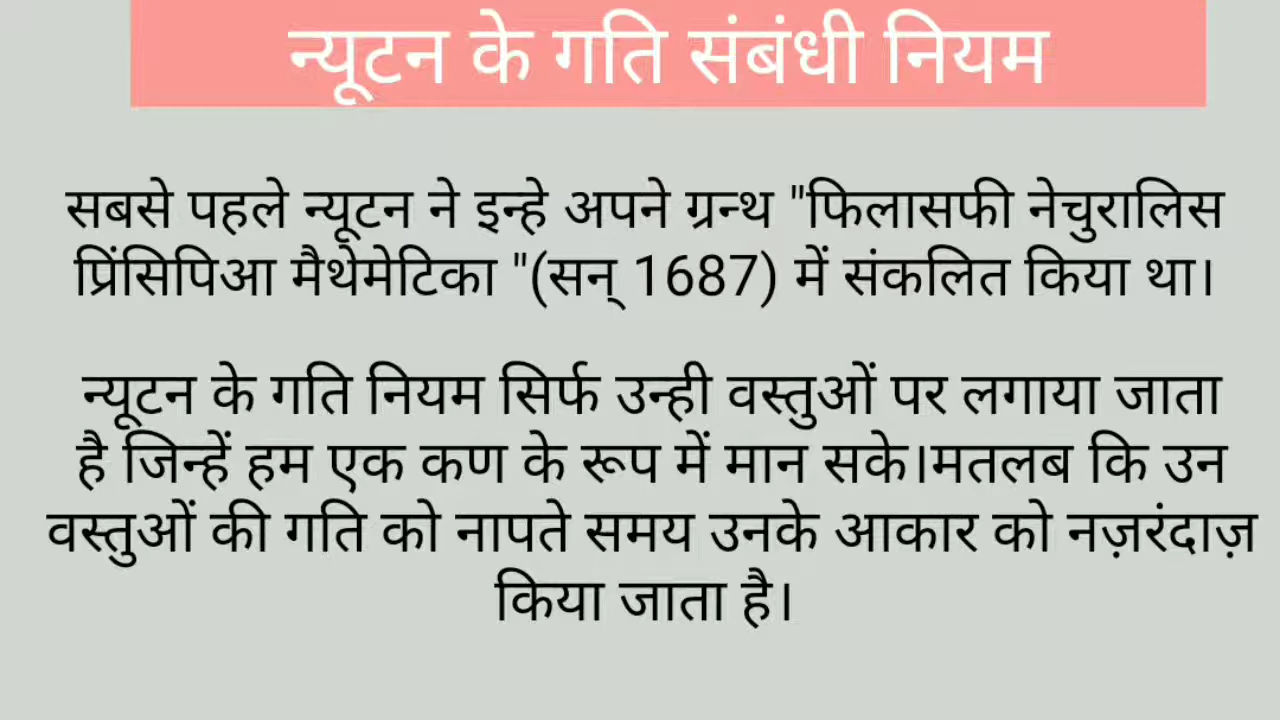 न्यूटन के गति संबंधी नियम
सबसे पहले न्यूटन ने इन्हे अपने ग्रन्थ "फिलासफी नेचुरालिस
प्रिंसिपिआ मैथेमेटिका "(सन् 1687) में संकलित किया था।
न्यूटन के गति नियम सिर्फ उन्ही वस्तुओं पर लगाया जाता
है जिन्हें हम एक कण के रूप में मान सके।मतलब कि उन
वस्तुओं की गति को नापते समय उनके आकार को नज़रंदाज़
किया जाता है।